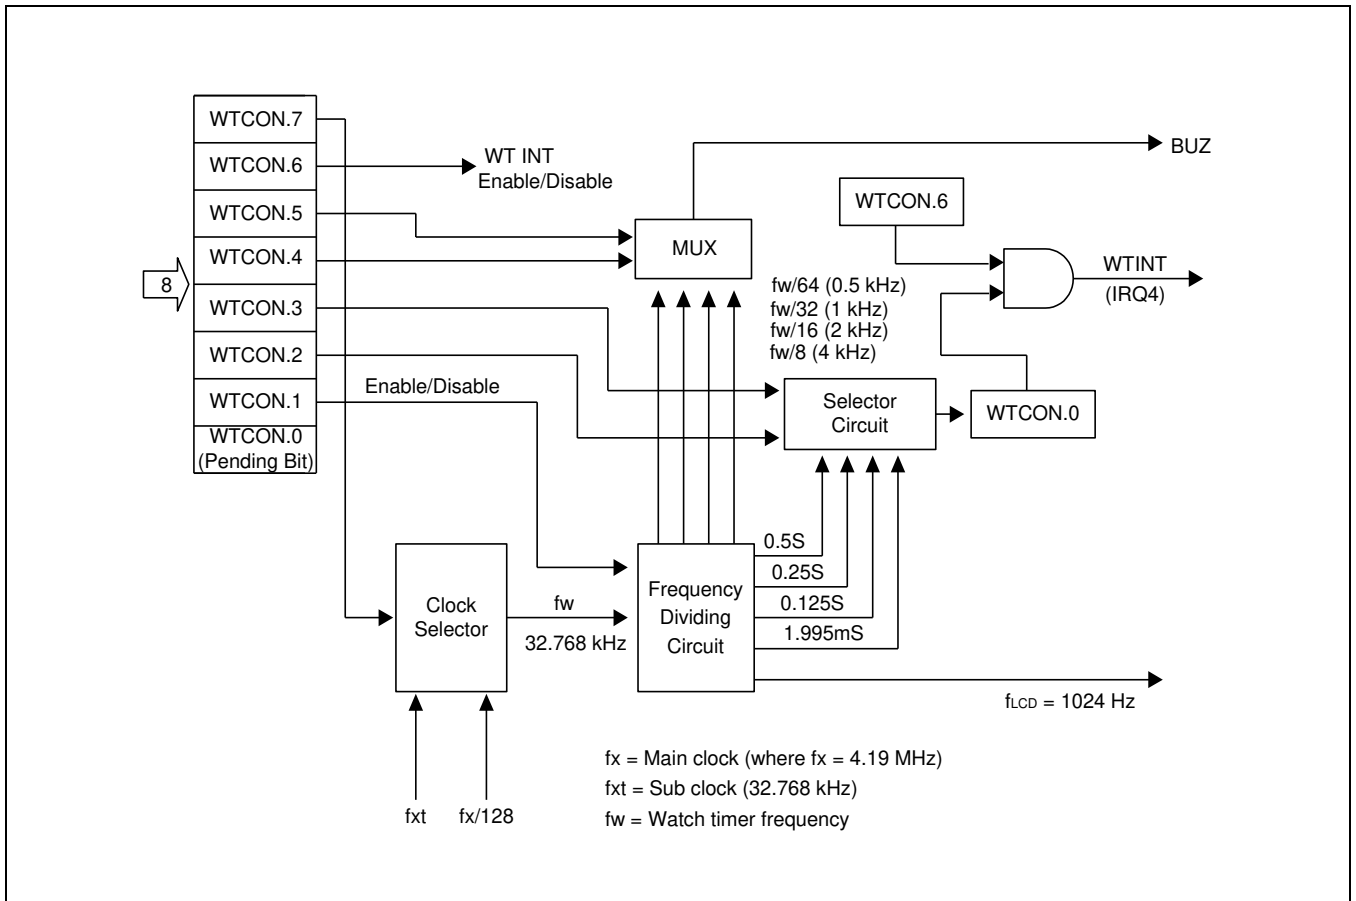 WTCON.7
WTCON.6
WTCON.5
WTCON.4
WTCON.3
WTCON.2
WTCON.1
WTCON.0
(Pending Bit)
8
WT INT
Enable/Disable
Enable/Disable
MUX
BUZ
WTCON.6
WTINT
(IRQ4)
fw/64 (0.5 kHz)
fw/32 (1 kHz)
fw/16 (2 kHz)
fw/8 (4 kHz)
Selector
Circuit
WTCON.0
Clock
Selector
fw
32.768 kHz
Frequency
Dividing
Circuit
0.5S
0.25S
0.125S
1.995mS
fLCD = 1024 Hz
fxt
fx/128
fx = Main clock (where fx = 4.19 MHz)
fxt = Sub clock (32.768 kHz)
fw = Watch timer frequency